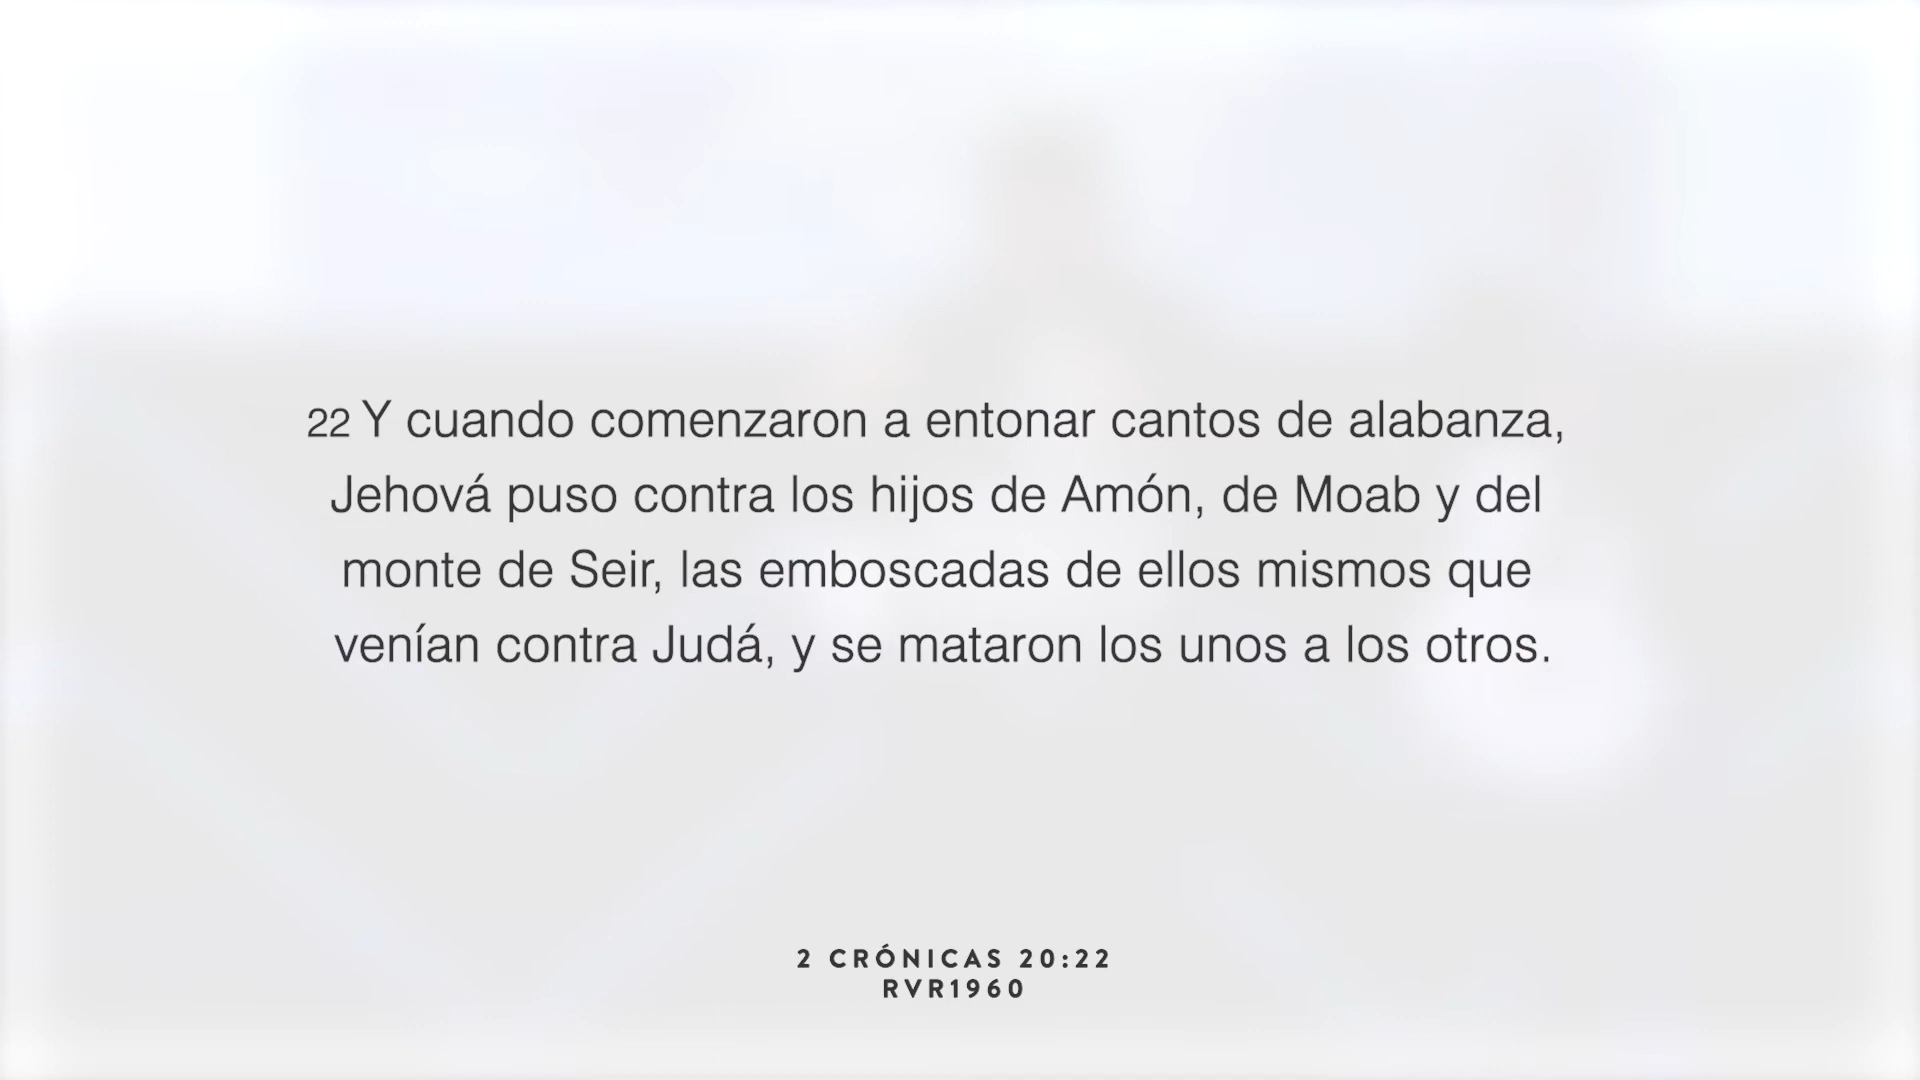 22 Y cuando comenzaron a entonar cantos de alabanza,
Jehová puso contra los hijos de Amón, de Moab y del
monte de Seir, las emboscadas de ellos mismos que
venían contra Judá, y se mataron los unos a los otros.
2 CRÓNICAS 20:22
RVR1960